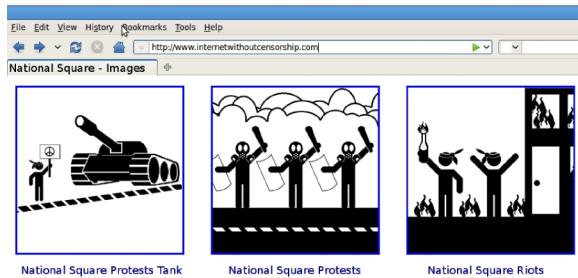 File Edit View History Bookmarks Tools Help
http://www.internetwithoutcensorship.com
National Square - Images
National Square Protests Tank
National Square Protests
National Square Riots